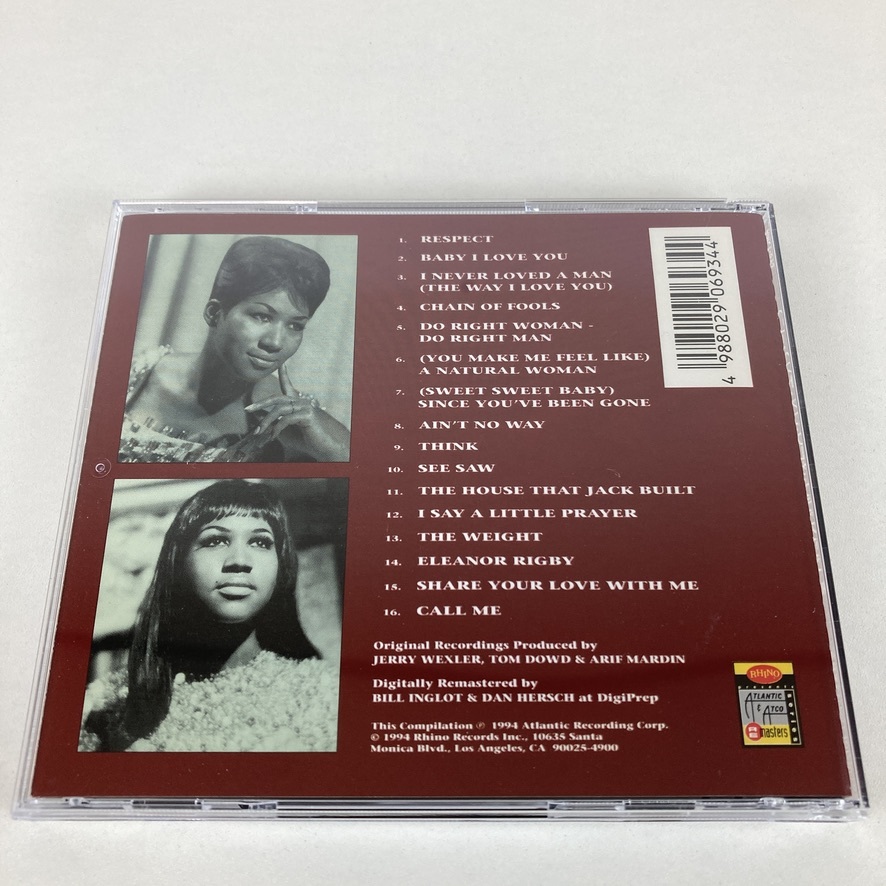 1. RESPECT
2. BABY I LOVE YOU
3. I NEVER LOVED A MAN
(THE WAY I LOVE YOU)
4. CHAIN OF FOOLS
5. DO RIGHT WOMAN -
DO RIGHT MAN
6. (YOU MAKE ME FEEL LIKE)
A NATURAL WOMAN
7. (SWEET SWEET BABY)
SINCE YOU'VE BEEN GONE
8. AIN'T NO WAY
9. THINK
10. SEE SAW
11. THE HOUSE THAT JACK BUILT
12. I SAY A LITTLE PRAYER
13. THE WEIGHT
14. ELEANOR RIGBY
15. SHARE YOUR LOVE WITH ME
16. CALL ME
Original Recordings Produced by
JERRY WEXLER, TOM DOWD & ARIF MARDIN
Digitally Remastered by
BILL INGLOT & DAN HERSCH at DigiPrep
This Compilation ℗ 1994 Atlantic Recording Corp.
© 1994 Rhino Records Inc., 10635 Santa
Monica Blvd., Los Angeles, CA 90025-4900
4 988029 069344
RHINO
presents
ATLANTIC
& ATCO
remasters
series